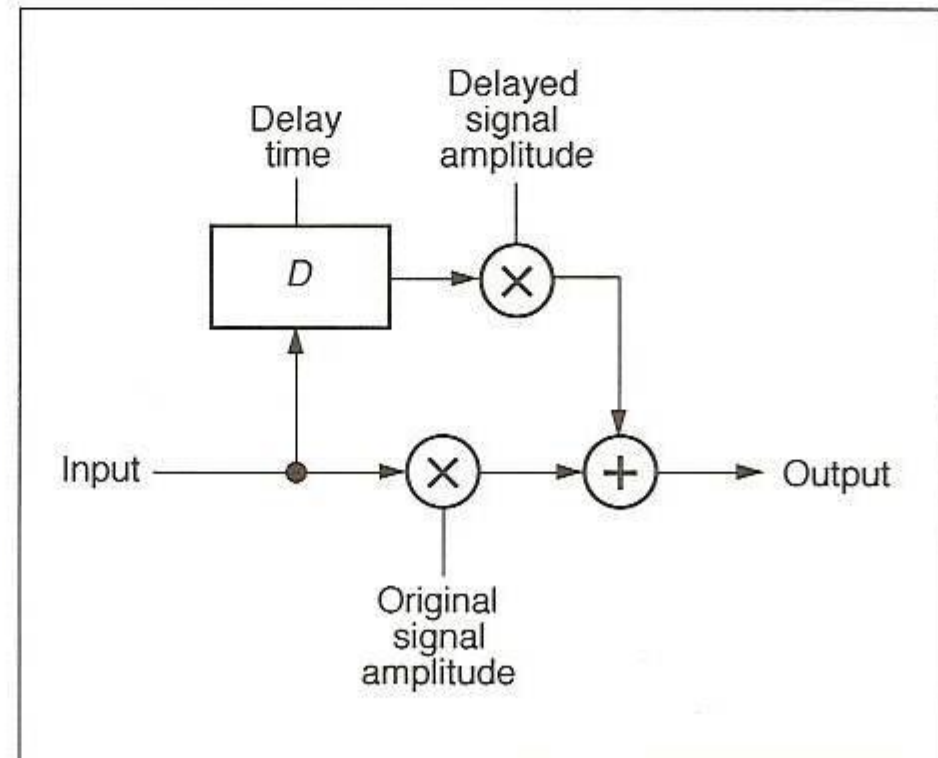 Delay
time
Delayed
signal
amplitude
D
×
Input
×
+
Output
Original
signal
amplitude